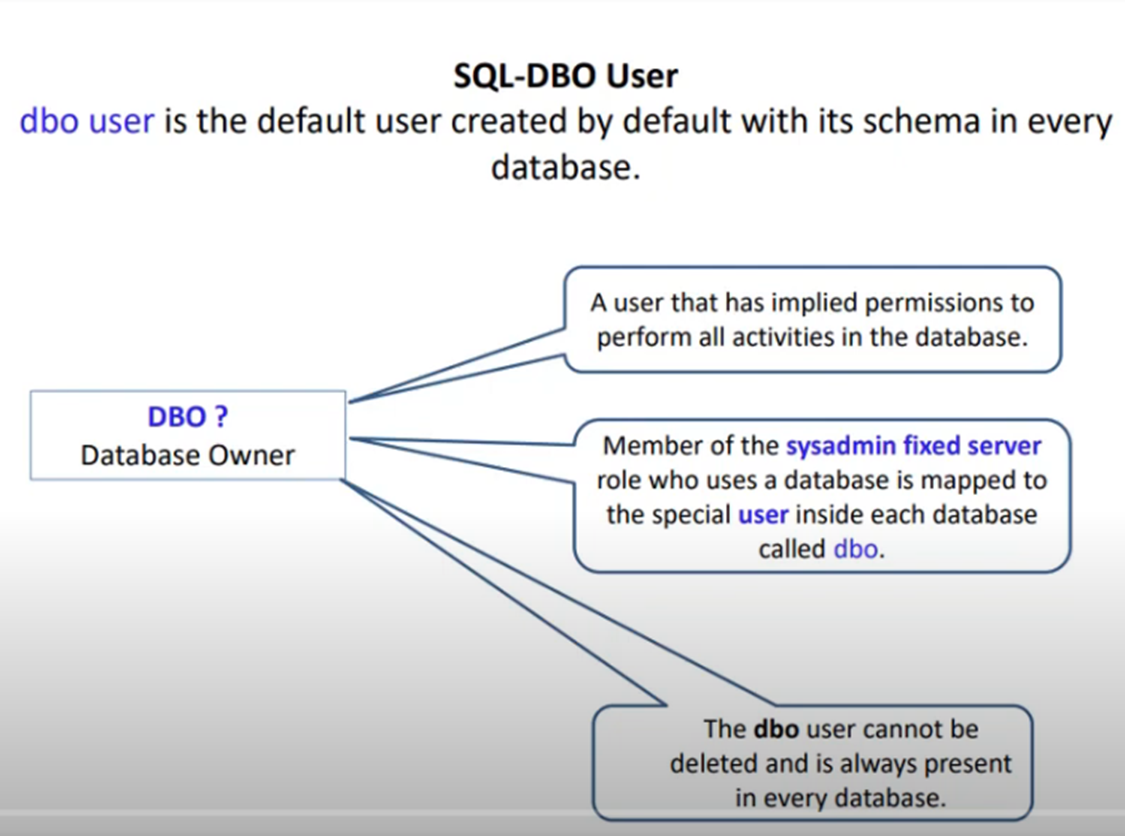 SQL-DBO User
dbo user is the default user created by default with its schema in every
database.
A user that has implied permissions to
perform all activities in the database.
DBO ?
Database Owner
Member of the sysadmin fixed server
role who uses a database is mapped to
the special user inside each database
called dbo.
The dbo user cannot be
deleted and is always present
in every database.